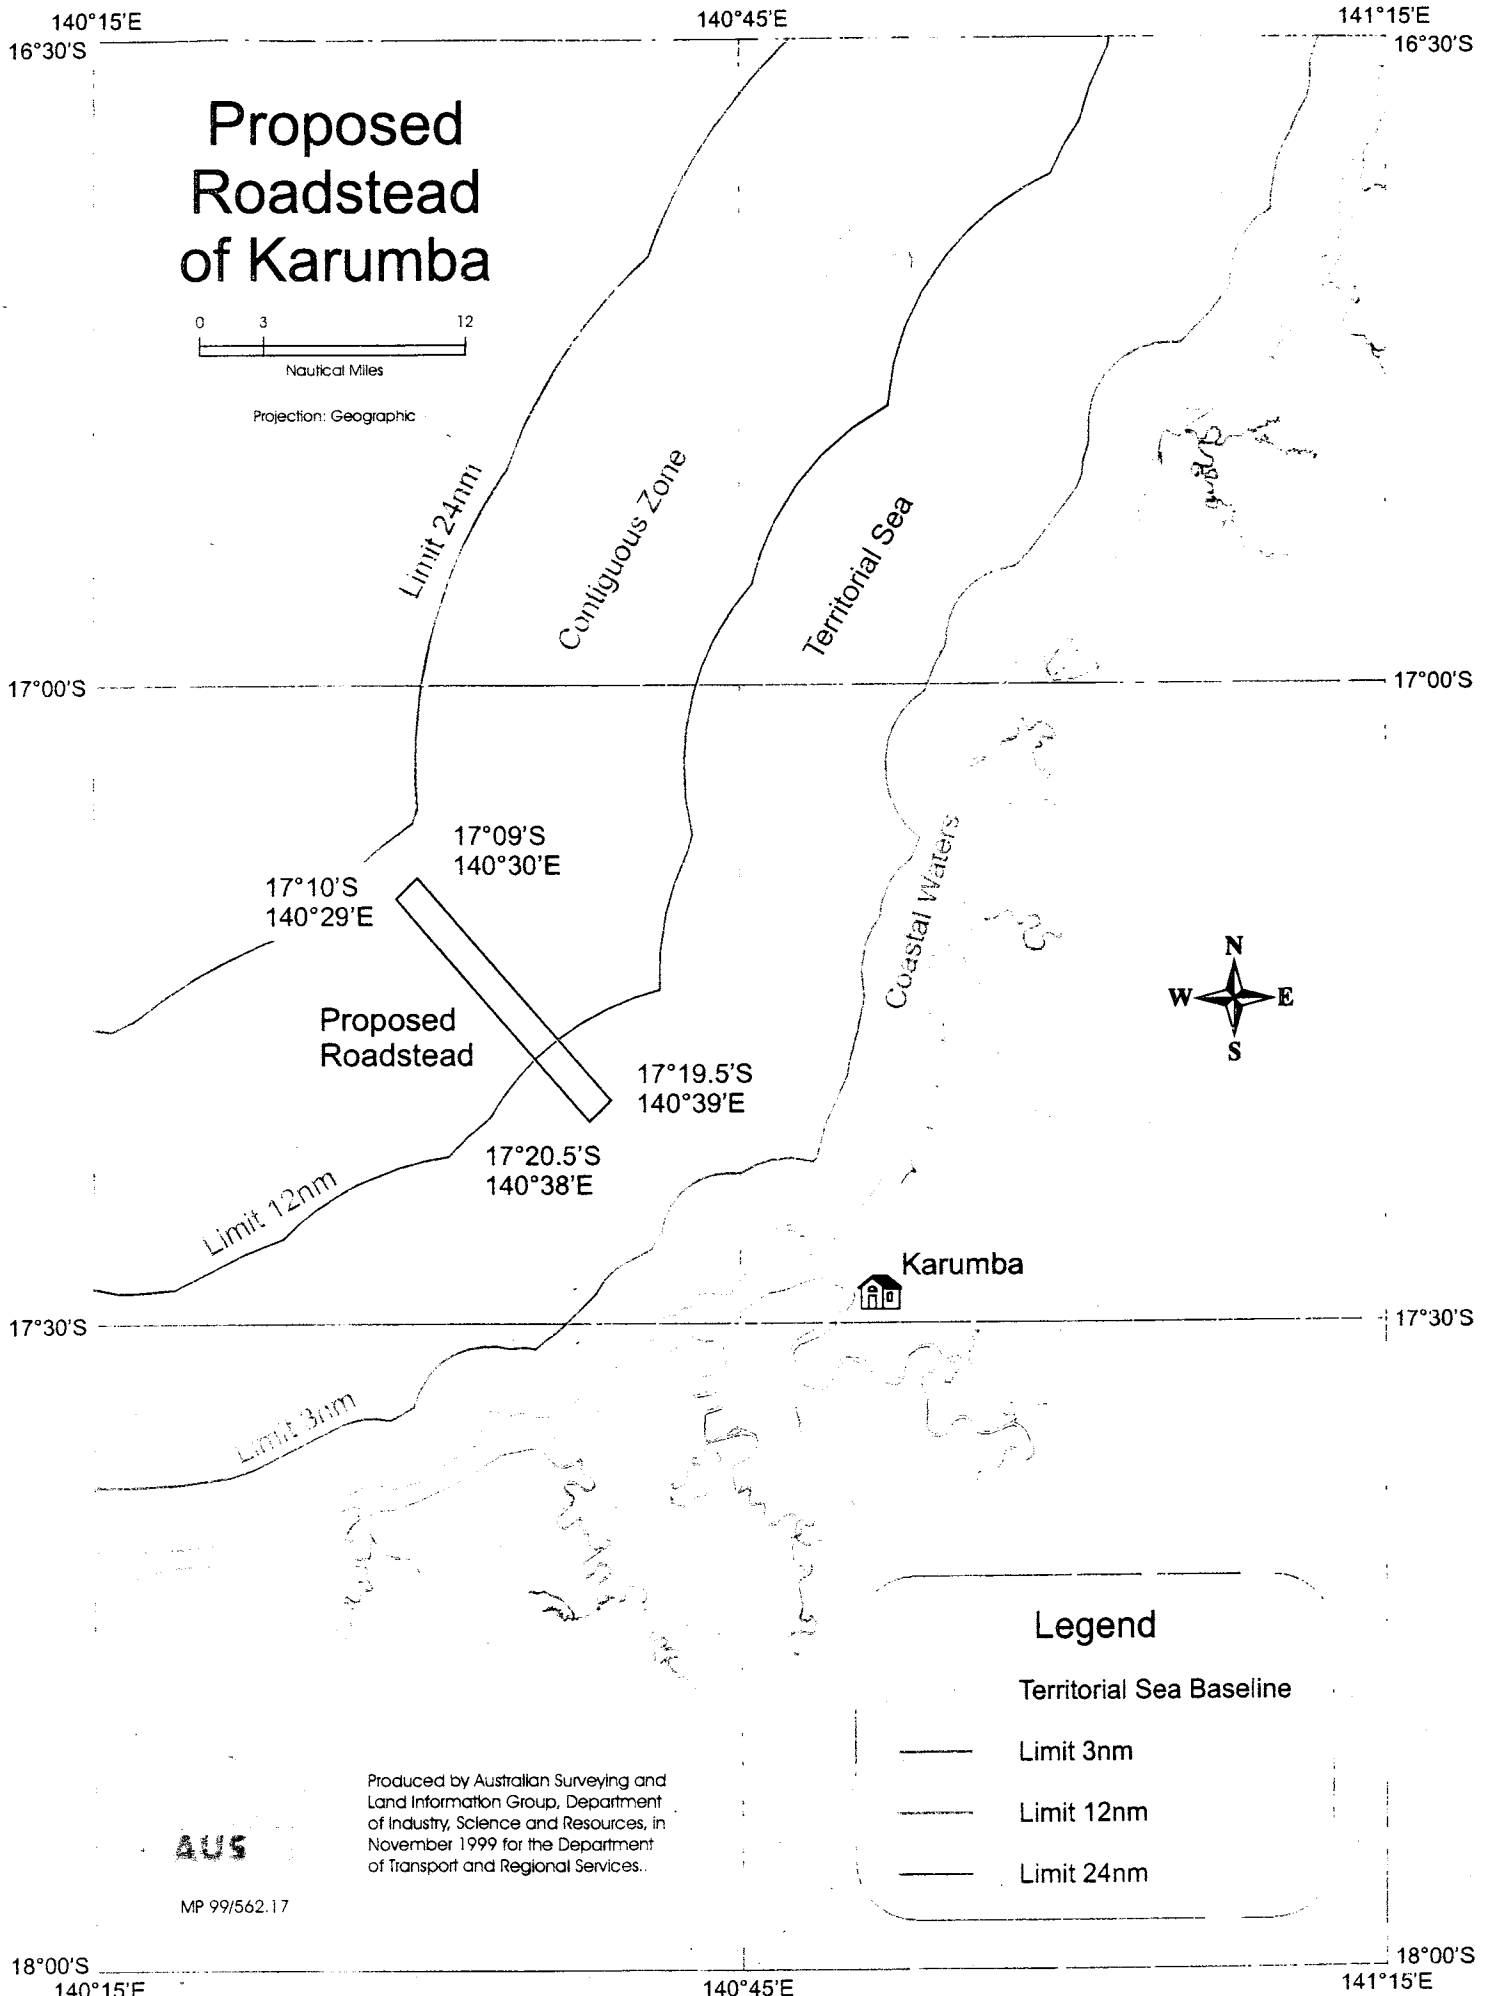 140°15'E
140°45'E
141°15'E
16°30'S
16°30'S
Proposed
Roadstead
of Karumba
0 3 12
Nautical Miles
Projection: Geographic
Limit 24nm
Contiguous Zone
Territorial Sea
17°00'S
17°00'S
17°09'S
140°30'E
17°10'S
140°29'E
Coastal Waters
N
W E
S
Proposed
Roadstead
17°19.5'S
140°39'E
17°20.5'S
140°38'E
Limit 12nm
Karumba
17°30'S
17°30'S
Limit 3nm
Legend
Territorial Sea Baseline
Limit 3nm
Limit 12nm
Limit 24nm
Produced by Australian Surveying and
Land Information Group, Department
of Industry, Science and Resources, in
November 1999 for the Department
of Transport and Regional Services..
AUS
MP 99/562.17
18°00'S
18°00'S
140°15'E
140°45'E
141°15'E